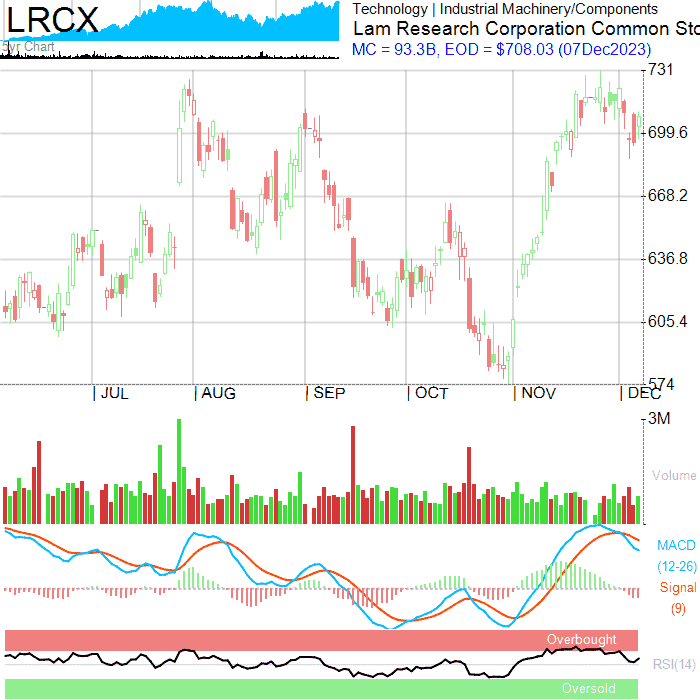 LRCX
5yr Chart
Technology | Industrial Machinery/Components
Lam Research Corporation Common Sto
MC = 93.3B, EOD = $708.03 (07Dec2023)
731
699.6
668.2
636.8
605.4
574
| JUL | AUG | SEP | OCT | NOV | DEC
3M
Volume
MACD
(12-26)
Signal
(9)
Overbought
RSI(14)
Oversold